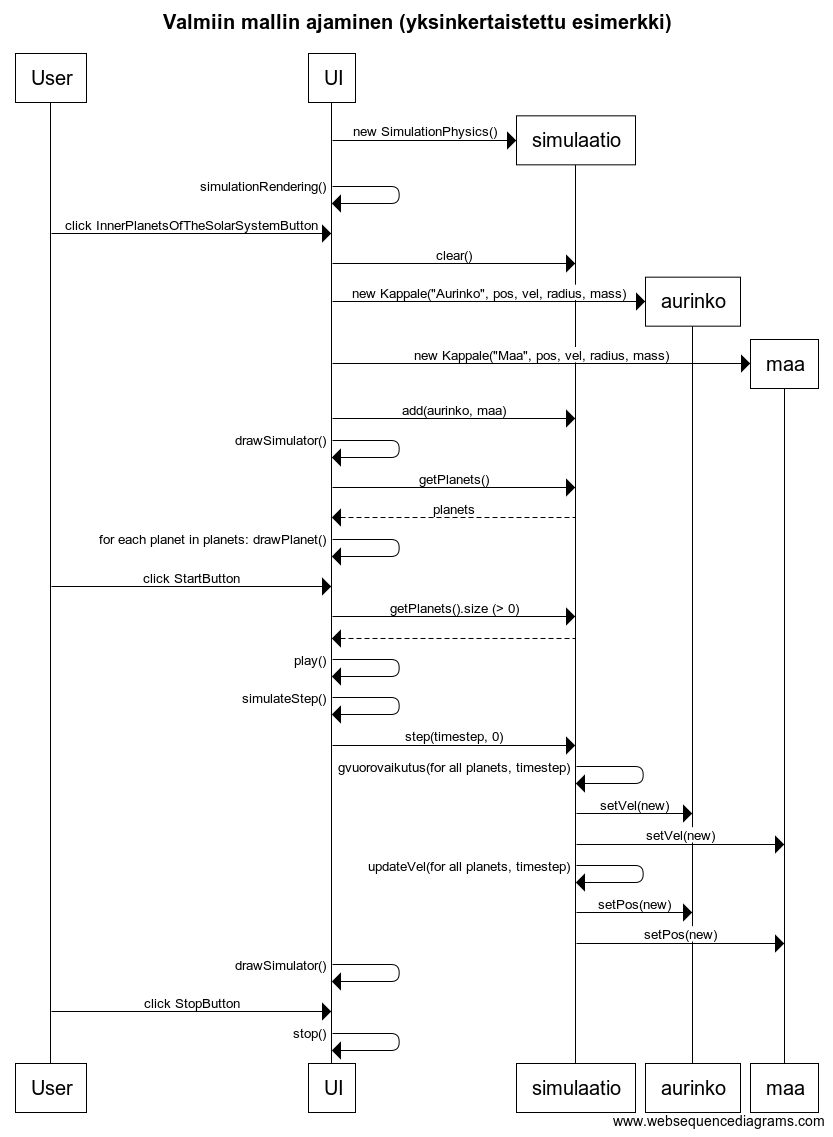 Valmiin mallin ajaminen (yksinkertaistettu esimerkki)
User
UI
new SimulationPhysics()
simulaatio
simulationRendering()
click InnerPlanetsOfTheSolarSystemButton
clear()
new Kappale("Aurinko", pos, vel, radius, mass)
aurinko
new Kappale("Maa", pos, vel, radius, mass)
maa
add(aurinko, maa)
drawSimulator()
getPlanets()
planets
for each planet in planets: drawPlanet()
click StartButton
getPlanets().size (> 0)
play()
simulateStep()
step(timestep, 0)
gvuorovaikutus(for all planets, timestep)
setVel(new)
setVel(new)
updateVel(for all planets, timestep)
setPos(new)
setPos(new)
drawSimulator()
click StopButton
stop()
User
UI
simulaatio
aurinko
maa
www.websequencediagrams.com